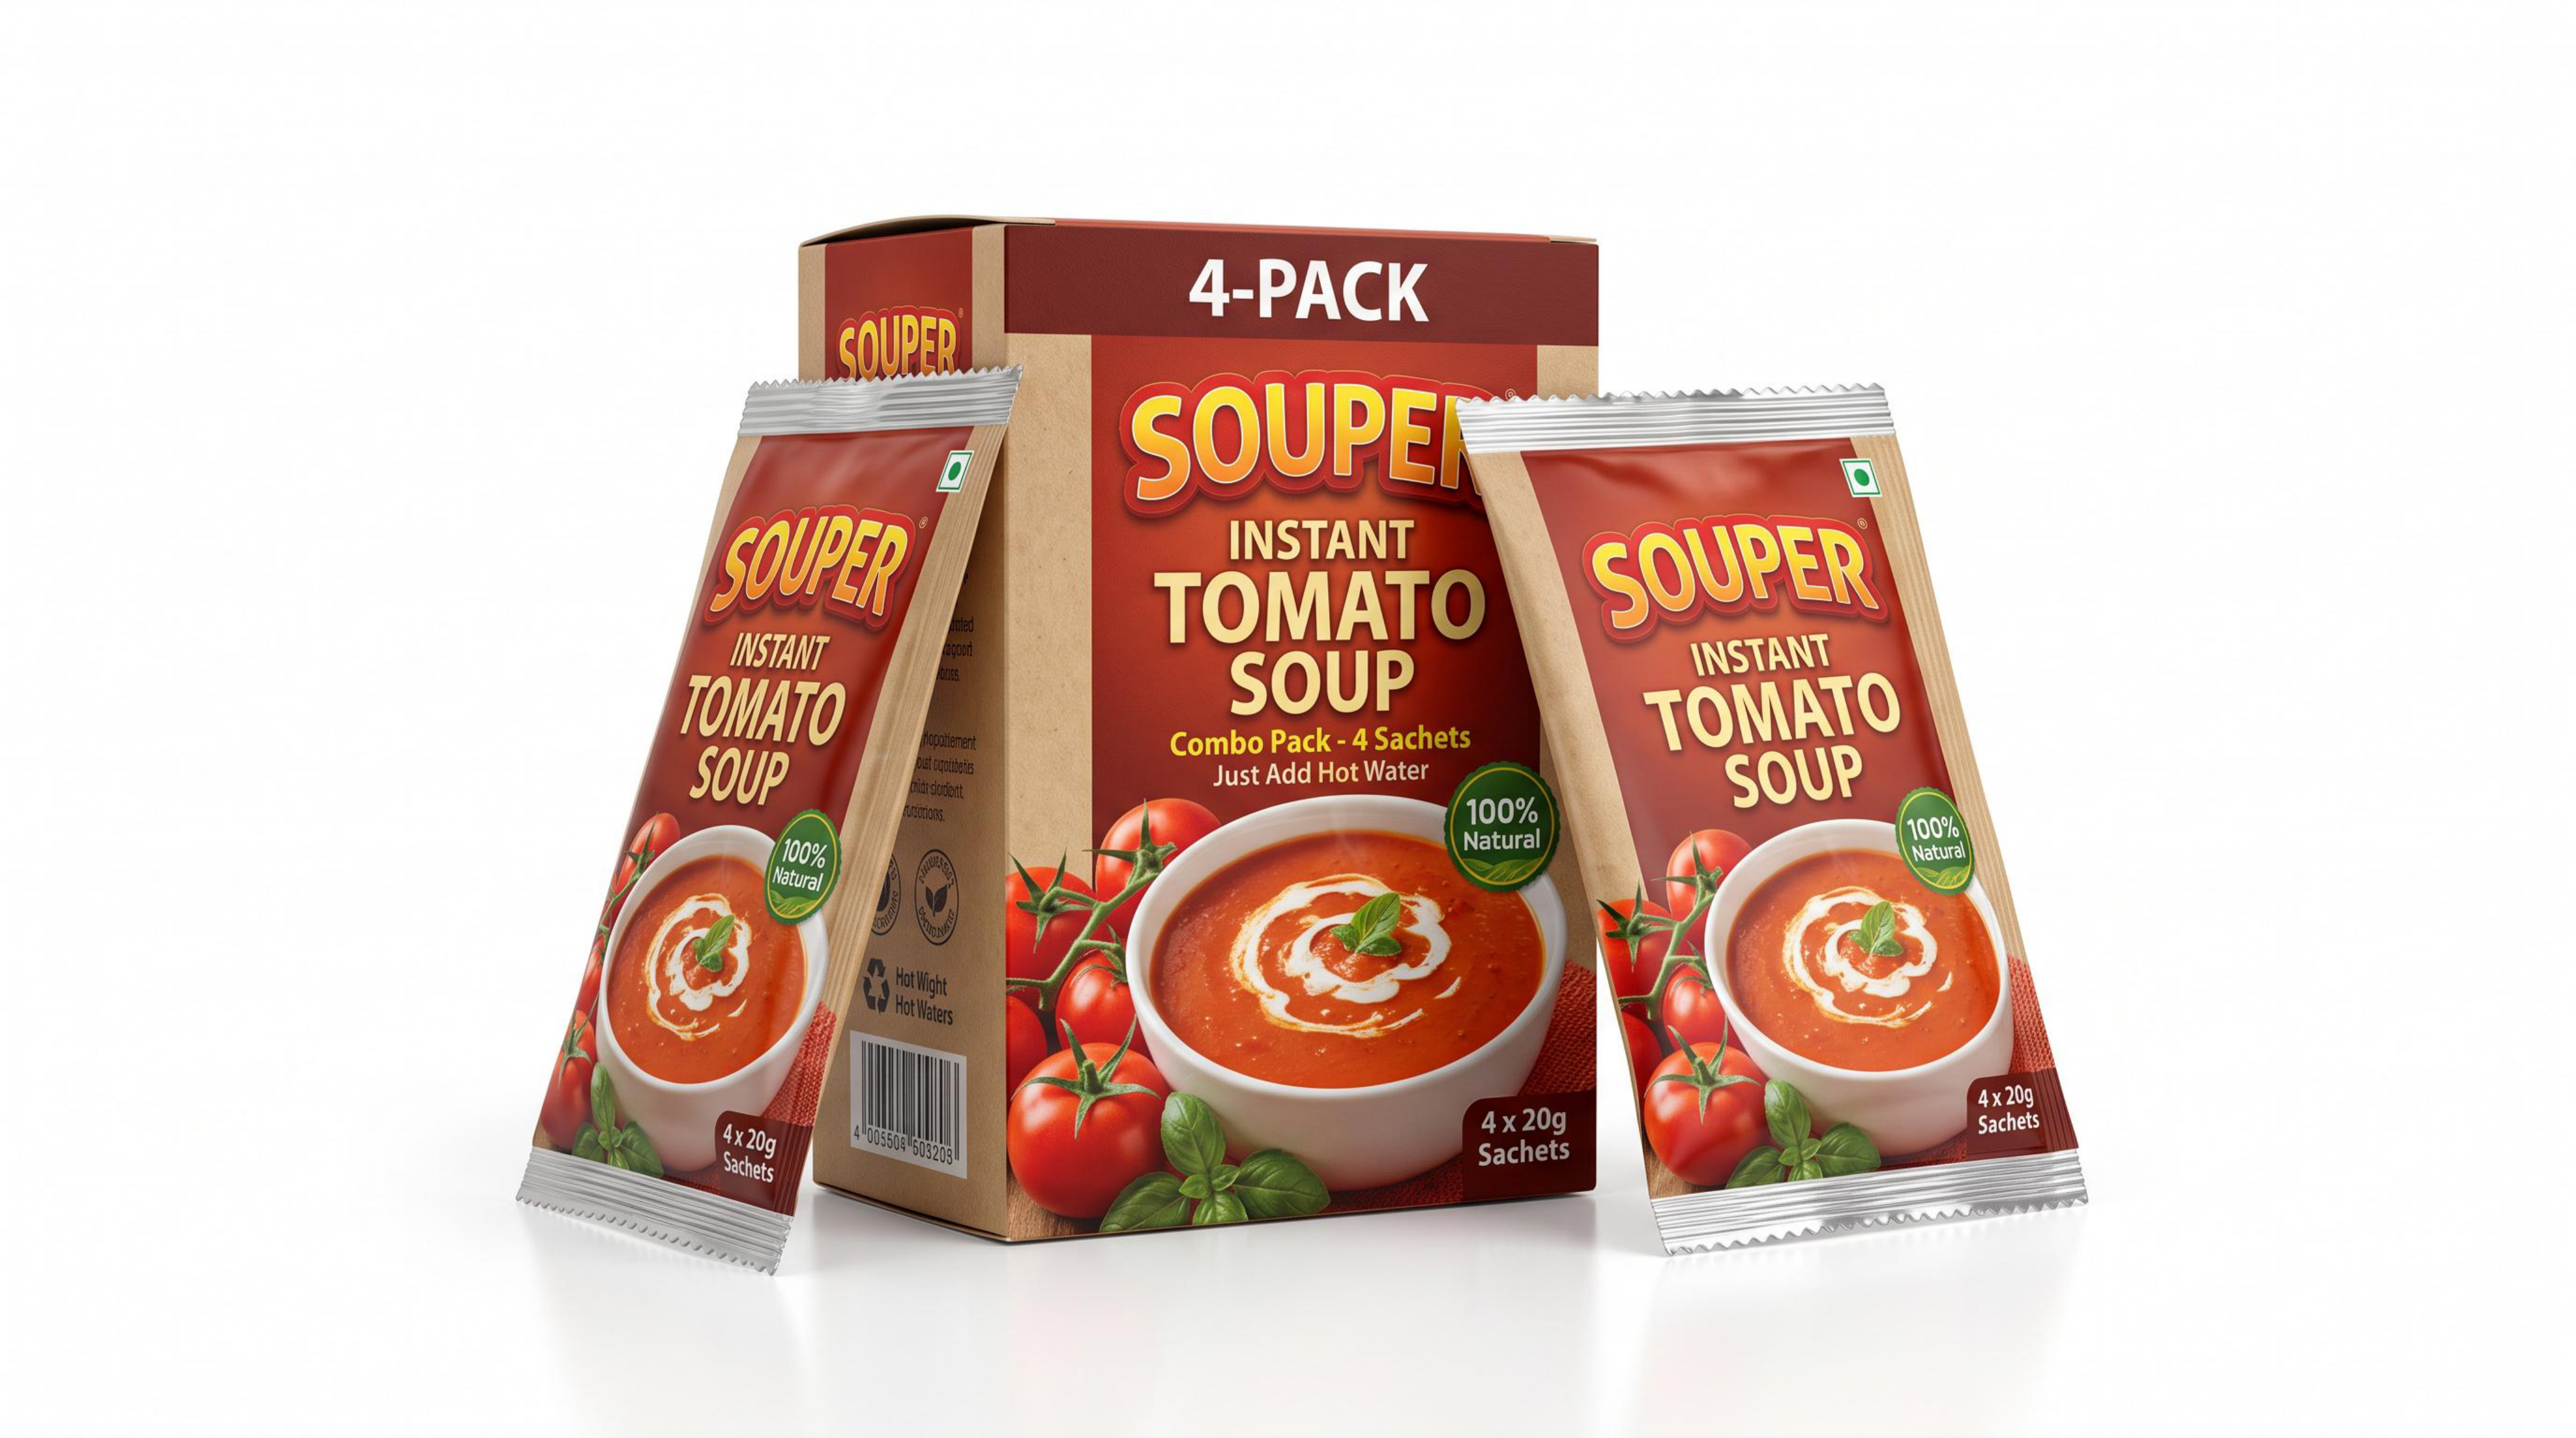 4-PACK
SOUPER®
INSTANT
TOMATO
SOUP
Combo Pack - 4 Sachets
Just Add Hot Water
100%
Natural
4 x 20g
Sachets
SOUPER
Hot Wight
Hot Waters
SOUPER®
INSTANT
TOMATO
SOUP
100%
Natural
4 x 20g
Sachets
SOUPER®
INSTANT
TOMATO
SOUP
100%
Natural
4 x 20g
Sachets